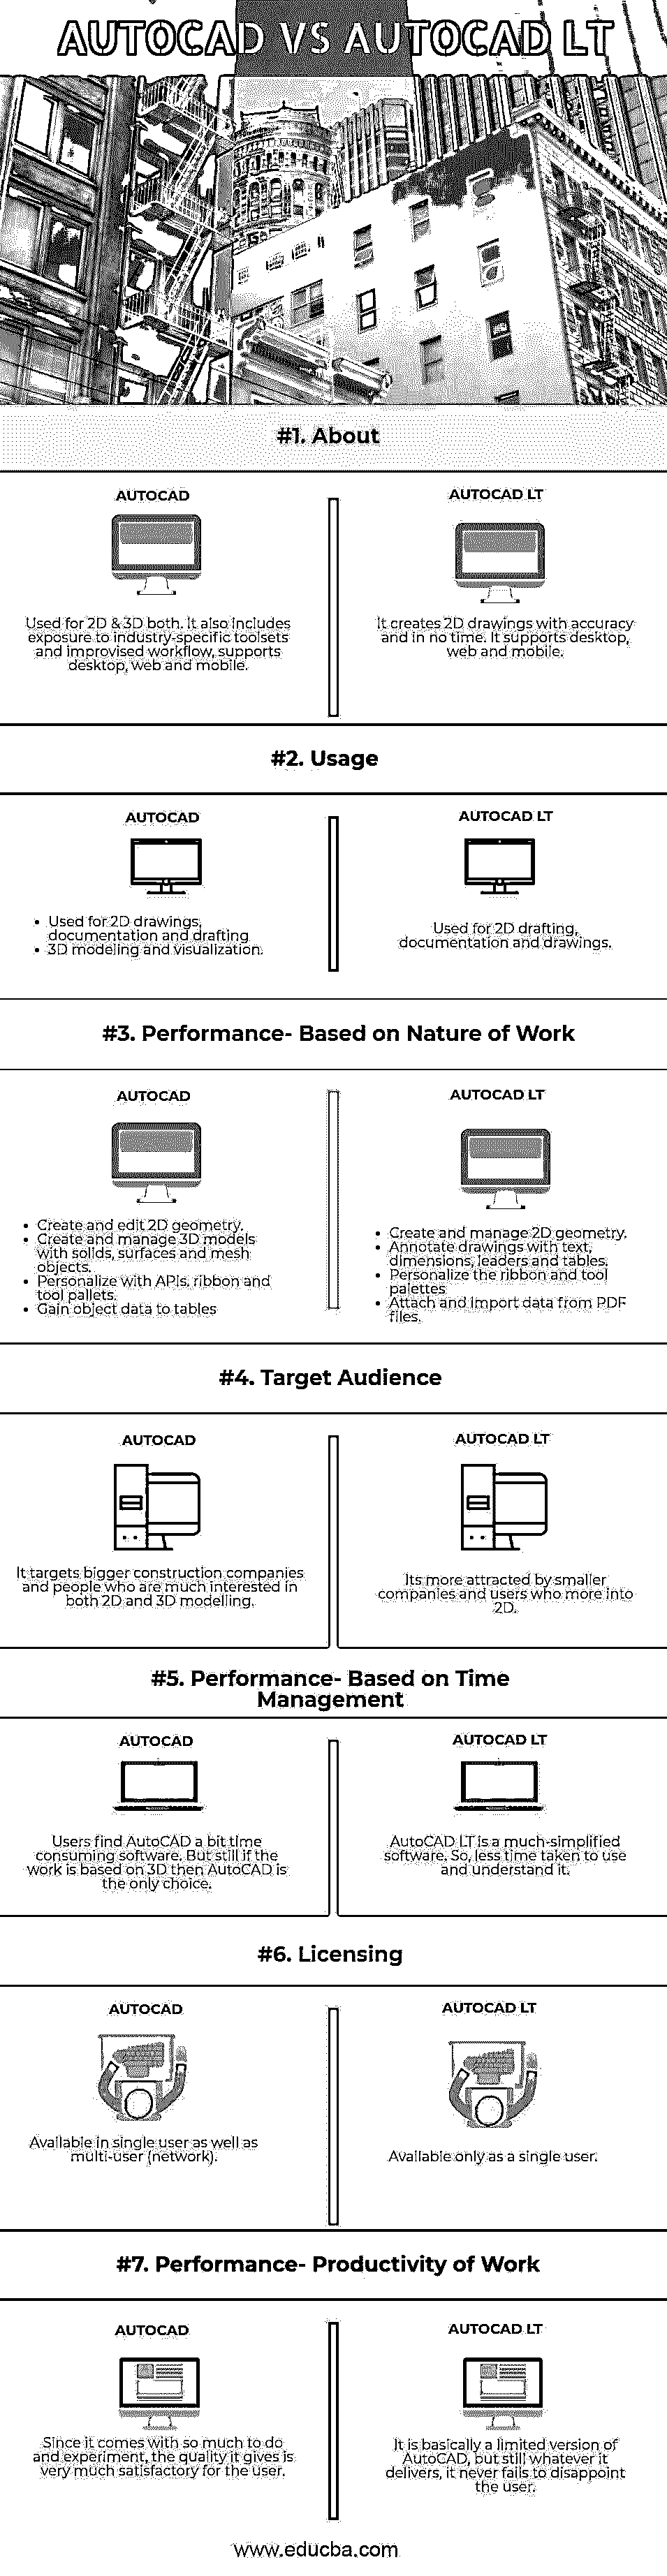 AUTOCAD VS AUTOCAD LT
#1. About
AUTOCAD
Used for 2D & 3D both. It also includes
exposure to industry-specific toolsets
and improvised workflow, supports
desktop, web and mobile.
AUTOCAD LT
It creates 2D drawings with accuracy
and in no time. It supports desktop,
web and mobile.
#2. Usage
AUTOCAD
• Used for 2D drawings,
documentation and drafting
• 3D modeling and visualization.
AUTOCAD LT
Used for 2D drafting,
documentation and drawings.
#3. Performance- Based on Nature of Work
AUTOCAD
• Create and edit 2D geometry.
• Create and manage 3D models
with solids, surfaces and mesh
objects.
• Personalize with APIs, ribbon and
tool pallets.
• Gain object data to tables
AUTOCAD LT
• Create and manage 2D geometry.
• Annotate drawings with text,
dimensions, leaders and tables.
• Personalize the ribbon and tool
palettes
• Attach and import data from PDF
files.
#4. Target Audience
AUTOCAD
It targets bigger construction companies
and people who are much interested in
both 2D and 3D modelling.
AUTOCAD LT
Its more attracted by smaller
companies and users who more into
2D.
#5. Performance- Based on Time
Management
AUTOCAD
Users find AutoCAD a bit time
consuming software. But still if the
work is based on 3D then AutoCAD is
the only choice.
AUTOCAD LT
AutoCAD LT is a much-simplified
software. So, less time taken to use
and understand it.
#6. Licensing
AUTOCAD
Available in single user as well as
multi-user (network).
AUTOCAD LT
Available only as a single user.
#7. Performance- Productivity of Work
AUTOCAD
Since it comes with so much to do
and experiment, the quality it gives is
very much satisfactory for the user.
AUTOCAD LT
It is basically a limited version of
AutoCAD, but still whatever it
delivers, it never fails to disappoint
the user.
www.educba.com